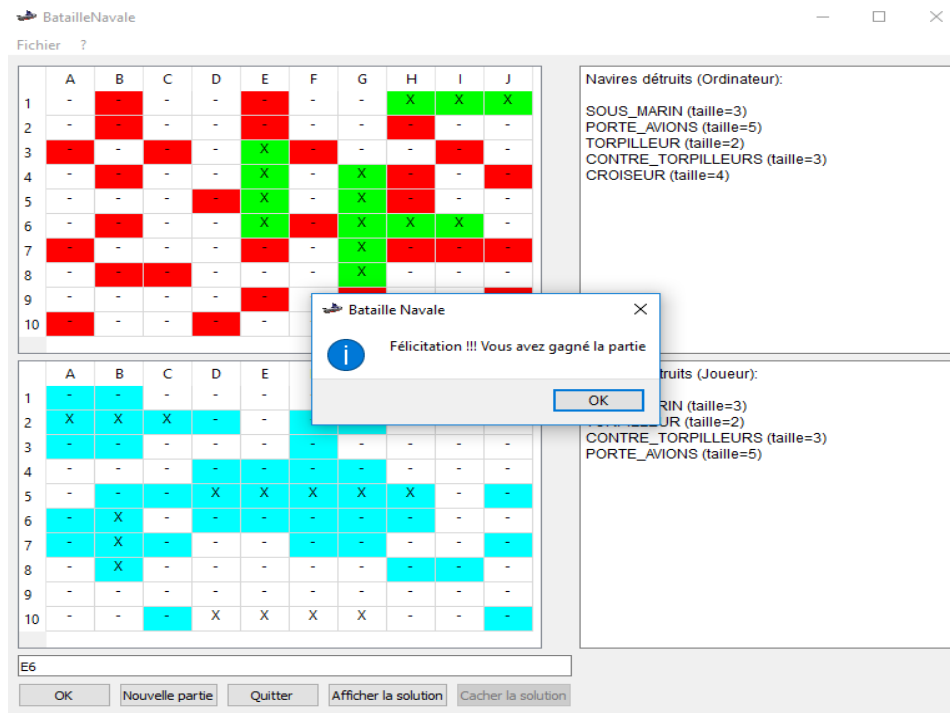 BatailleNavale
Fichier ?
A B C D E F G H I J
1 - - - - - - - X X X
2 - - - - - - - - - -
3 - - - - X - - - - -
4 - - - - X - X - - -
5 - - - - X - X - - -
6 - - - - X - X X X -
7 - - - - - - X - - -
8 - - - - - - X - - -
9 - - - - -
10 - - - - -
Navires détruits (Ordinateur):
SOUS_MARIN (taille=3)
PORTE_AVIONS (taille=5)
TORPILLEUR (taille=2)
CONTRE_TORPILLEURS (taille=3)
CROISEUR (taille=4)
Bataille Navale
Félicitation !!! Vous avez gagné la partie
OK
A B C D E
1 - - - - -
2 X X X - -
3 - - - - - - - - - -
4 - - - - - - - - - -
5 - - - X X X X X - -
6 - X - - - - - - - -
7 - X - - - - - - - -
8 - X - - - - - - - -
9 - - - - - - - - - -
10 - - - X X X X - - -
truits (Joueur):
RIN (taille=3)
UR (taille=2)
CONTRE_TORPILLEURS (taille=3)
PORTE_AVIONS (taille=5)
E6
OK Nouvelle partie Quitter Afficher la solution Cacher la solution